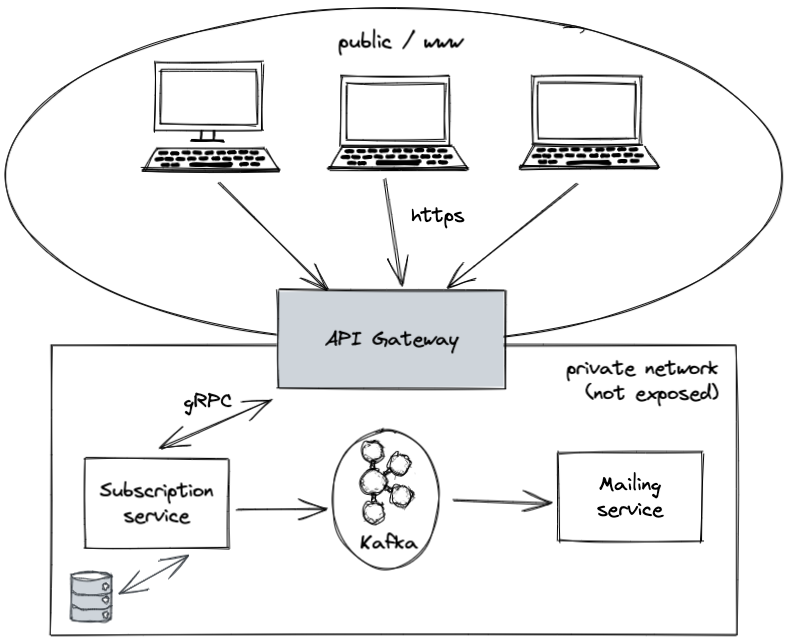 public / www
https
API Gateway
private network
(not exposed)
gRPC
Subscription
service
Kafka
Mailing
service